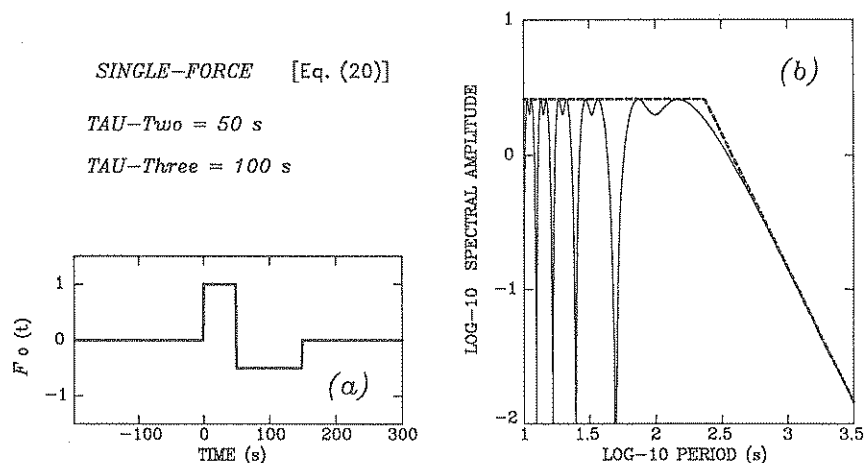 SINGLE-FORCE [Eq. (20)]
TAU-Two = 50 s
TAU-Three = 100 s
1
0
-1
F o (t)
(a)
-100 0 100 200 300
TIME (s)
(b)
1
0
-1
-2
LOG-10 SPECTRAL AMPLITUDE
1 1.5 2 2.5 3 3.5
LOG-10 PERIOD (s)